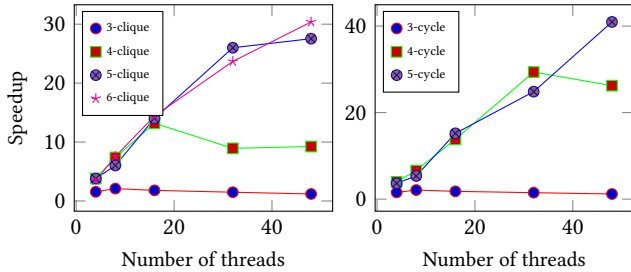 Speedup
30
20
10
0
3-clique
4-clique
5-clique
6-clique
0 20 40
Number of threads
40
20
0
3-cycle
4-cycle
5-cycle
0 20 40
Number of threads